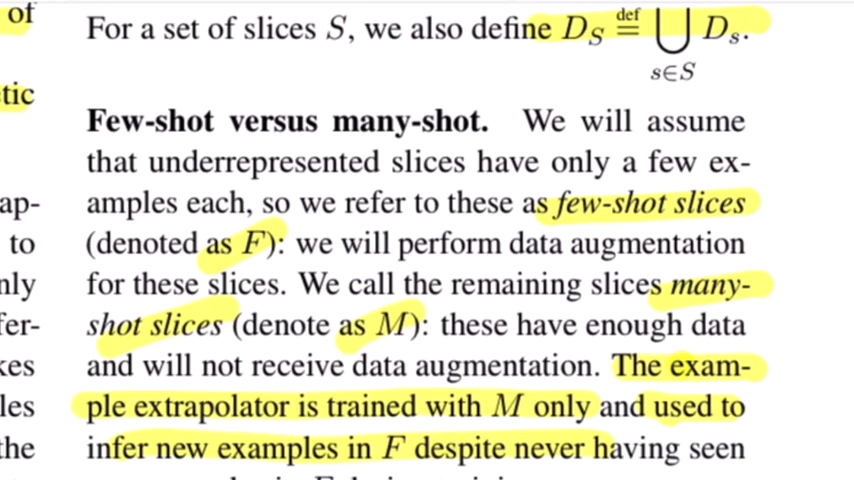 of
For a set of slices S, we also define D_S def= ⋃ D_s.
s∈S
tic
Few-shot versus many-shot. We will assume
that underrepresented slices have only a few ex-
ap-
amples each, so we refer to these as few-shot slices
to
(denoted as F): we will perform data augmentation
nly
for these slices. We call the remaining slices many-
fer-
shot slices (denote as M): these have enough data
kes
and will not receive data augmentation. The exam-
les
ple extrapolator is trained with M only and used to
the
infer new examples in F despite never having seen